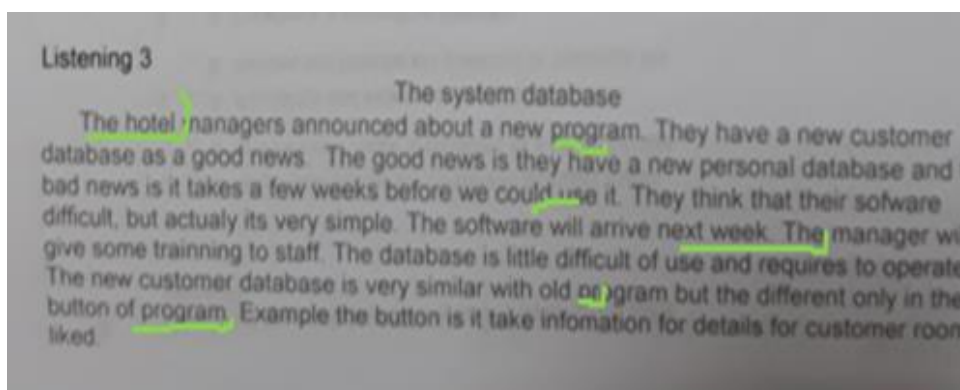 Listening 3
The system database
The hotel managers announced about a new program. They have a new customer
database as a good news. The good news is they have a new personal database and
bad news is it takes a few weeks before we could use it. They think that their sofware
difficult, but actualy its very simple. The software will arrive next week. The manager
give some trainning to staff. The database is little difficult of use and requires to operate
The new customer database is very similar with old program but the different only in the
button of program. Example the button is it take infomation for details for customer room
liked.